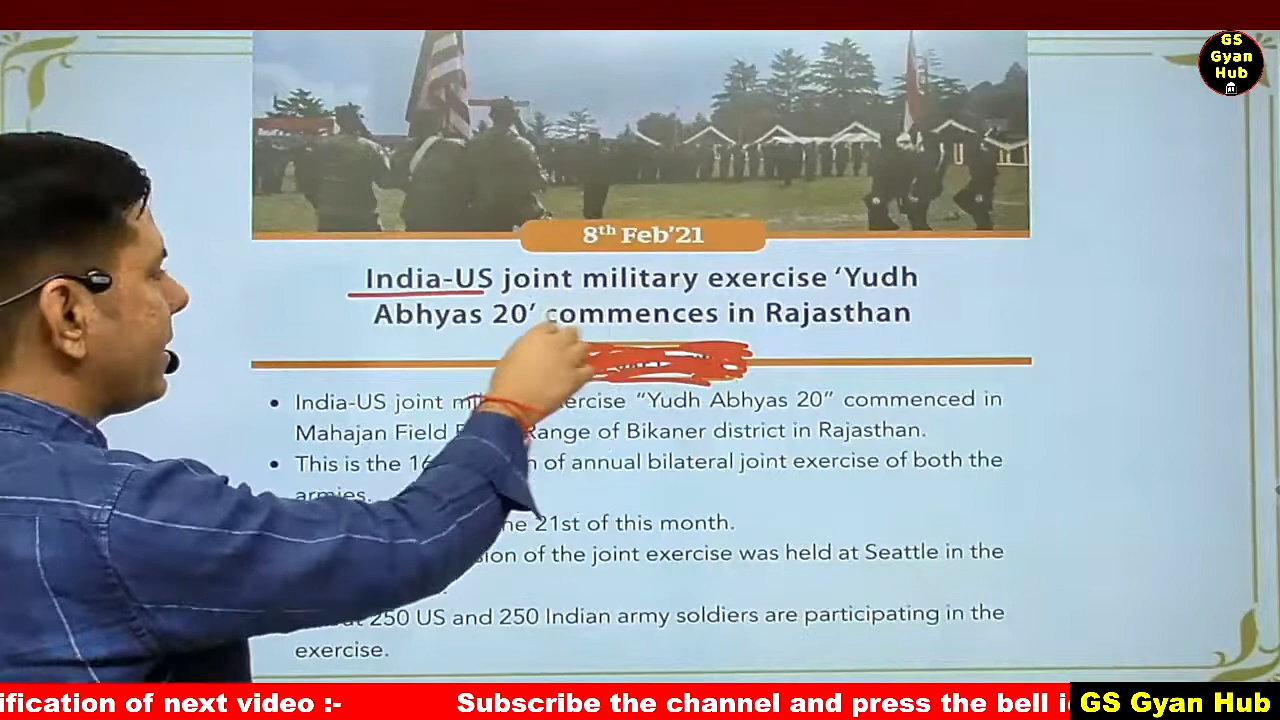 GS
Gyan
Hub
8th Feb'21
India-US joint military exercise ‘Yudh
Abhyas 20’ commences in Rajasthan
India-US joint ercise “Yudh Abhyas 20” commenced in
Mahajan Field Range of Bikaner district in Rajasthan.
This is the of annual bilateral joint exercise of both the
armies.
21st of this month.
of the joint exercise was held at Seattle in the
250 US and 250 Indian army soldiers are participating in the
exercise.
ification of next video :- Subscribe the channel and press the bell
GS Gyan Hub